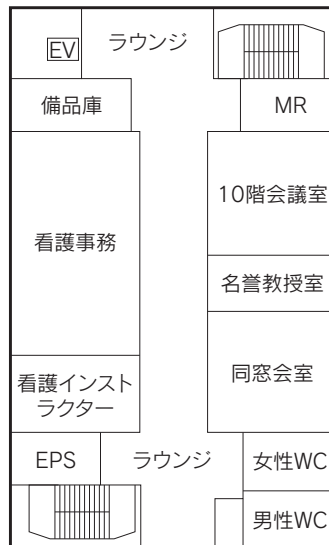 EV
ラウンジ
備品庫
MR
看護事務
10階会議室
名誉教授室
看護インスト
ラクター
同窓会室
EPS
ラウンジ
女性WC
男性WC